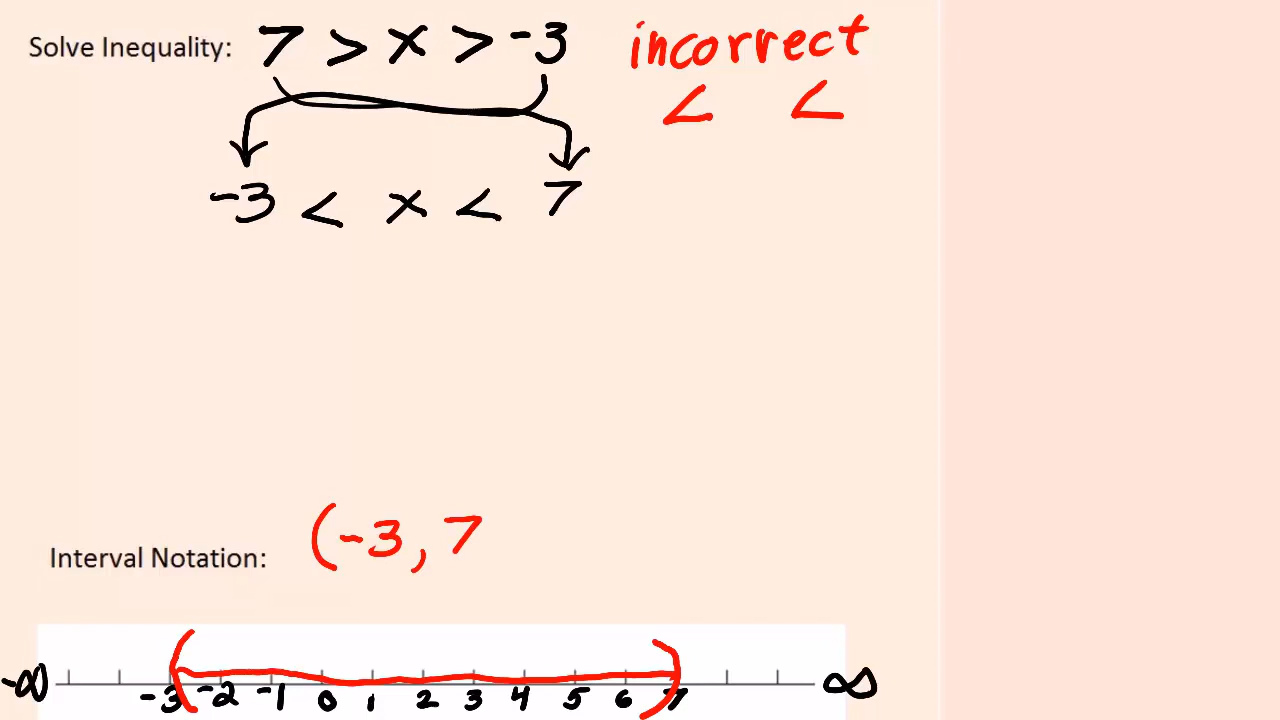 Solve Inequality: 7 > x > -3 incorrect
< <
-3 < x < 7
Interval Notation: (-3, 7
-∞ -3 -2 -1 0 1 2 3 4 5 6 7 ∞